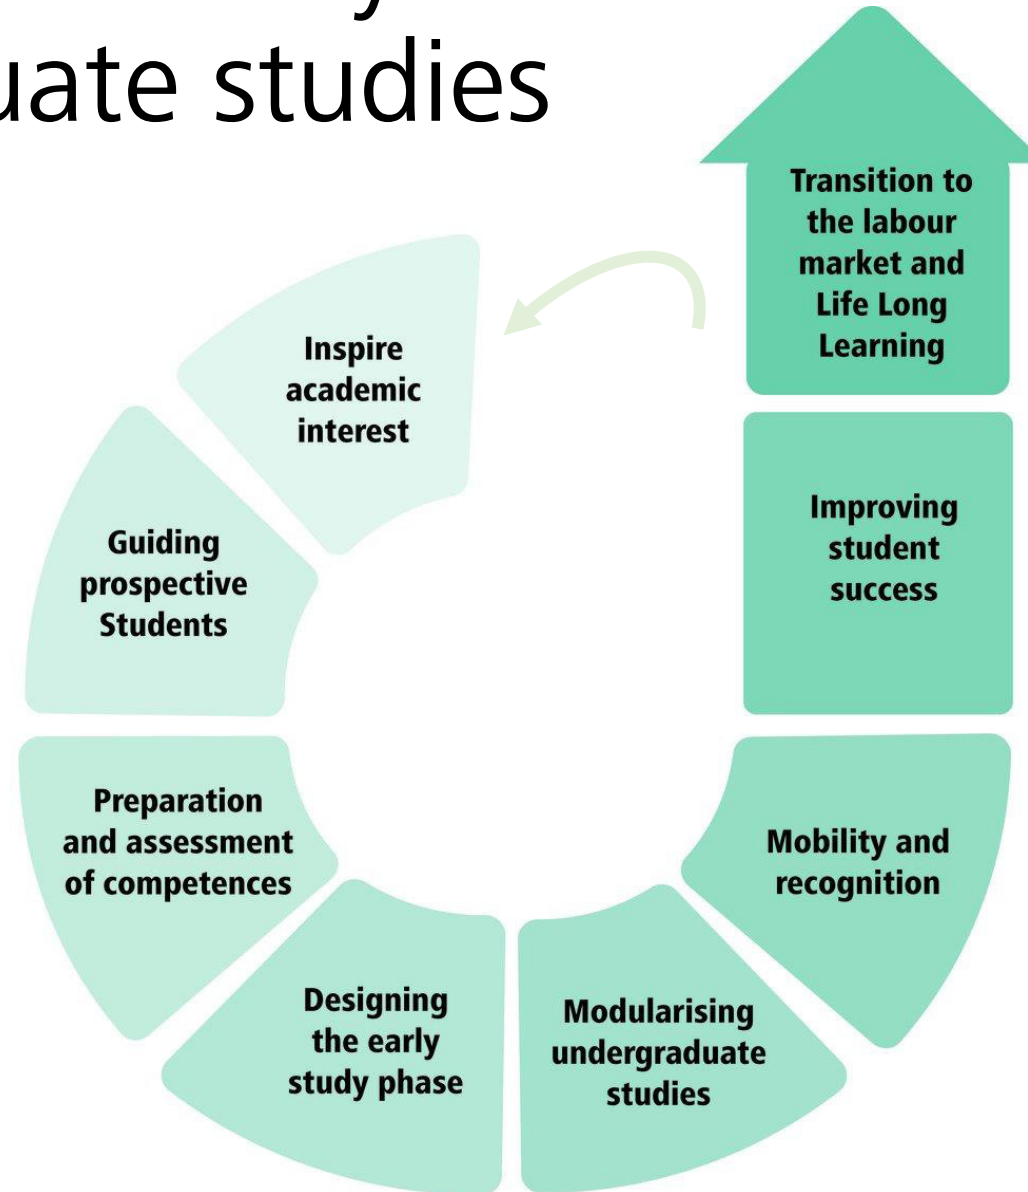 uate studies
Transition to
the labour
market and
Life Long
Learning
Inspire
academic
interest
Improving
student
success
Guiding
prospective
Students
Preparation
and assessment
of competences
Mobility and
recognition
Designing
the early
study phase
Modularising
undergraduate
studies